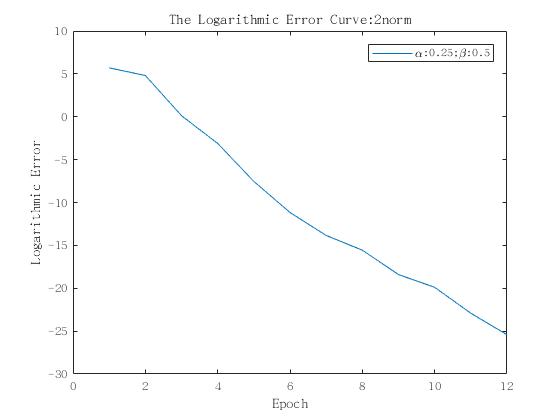 The Logarithmic Error Curve:2norm
α:0.25;β:0.5
10
5
0
-5
-10
-15
-20
-25
-30
Logarithmic Error
0 2 4 6 8 10 12
Epoch